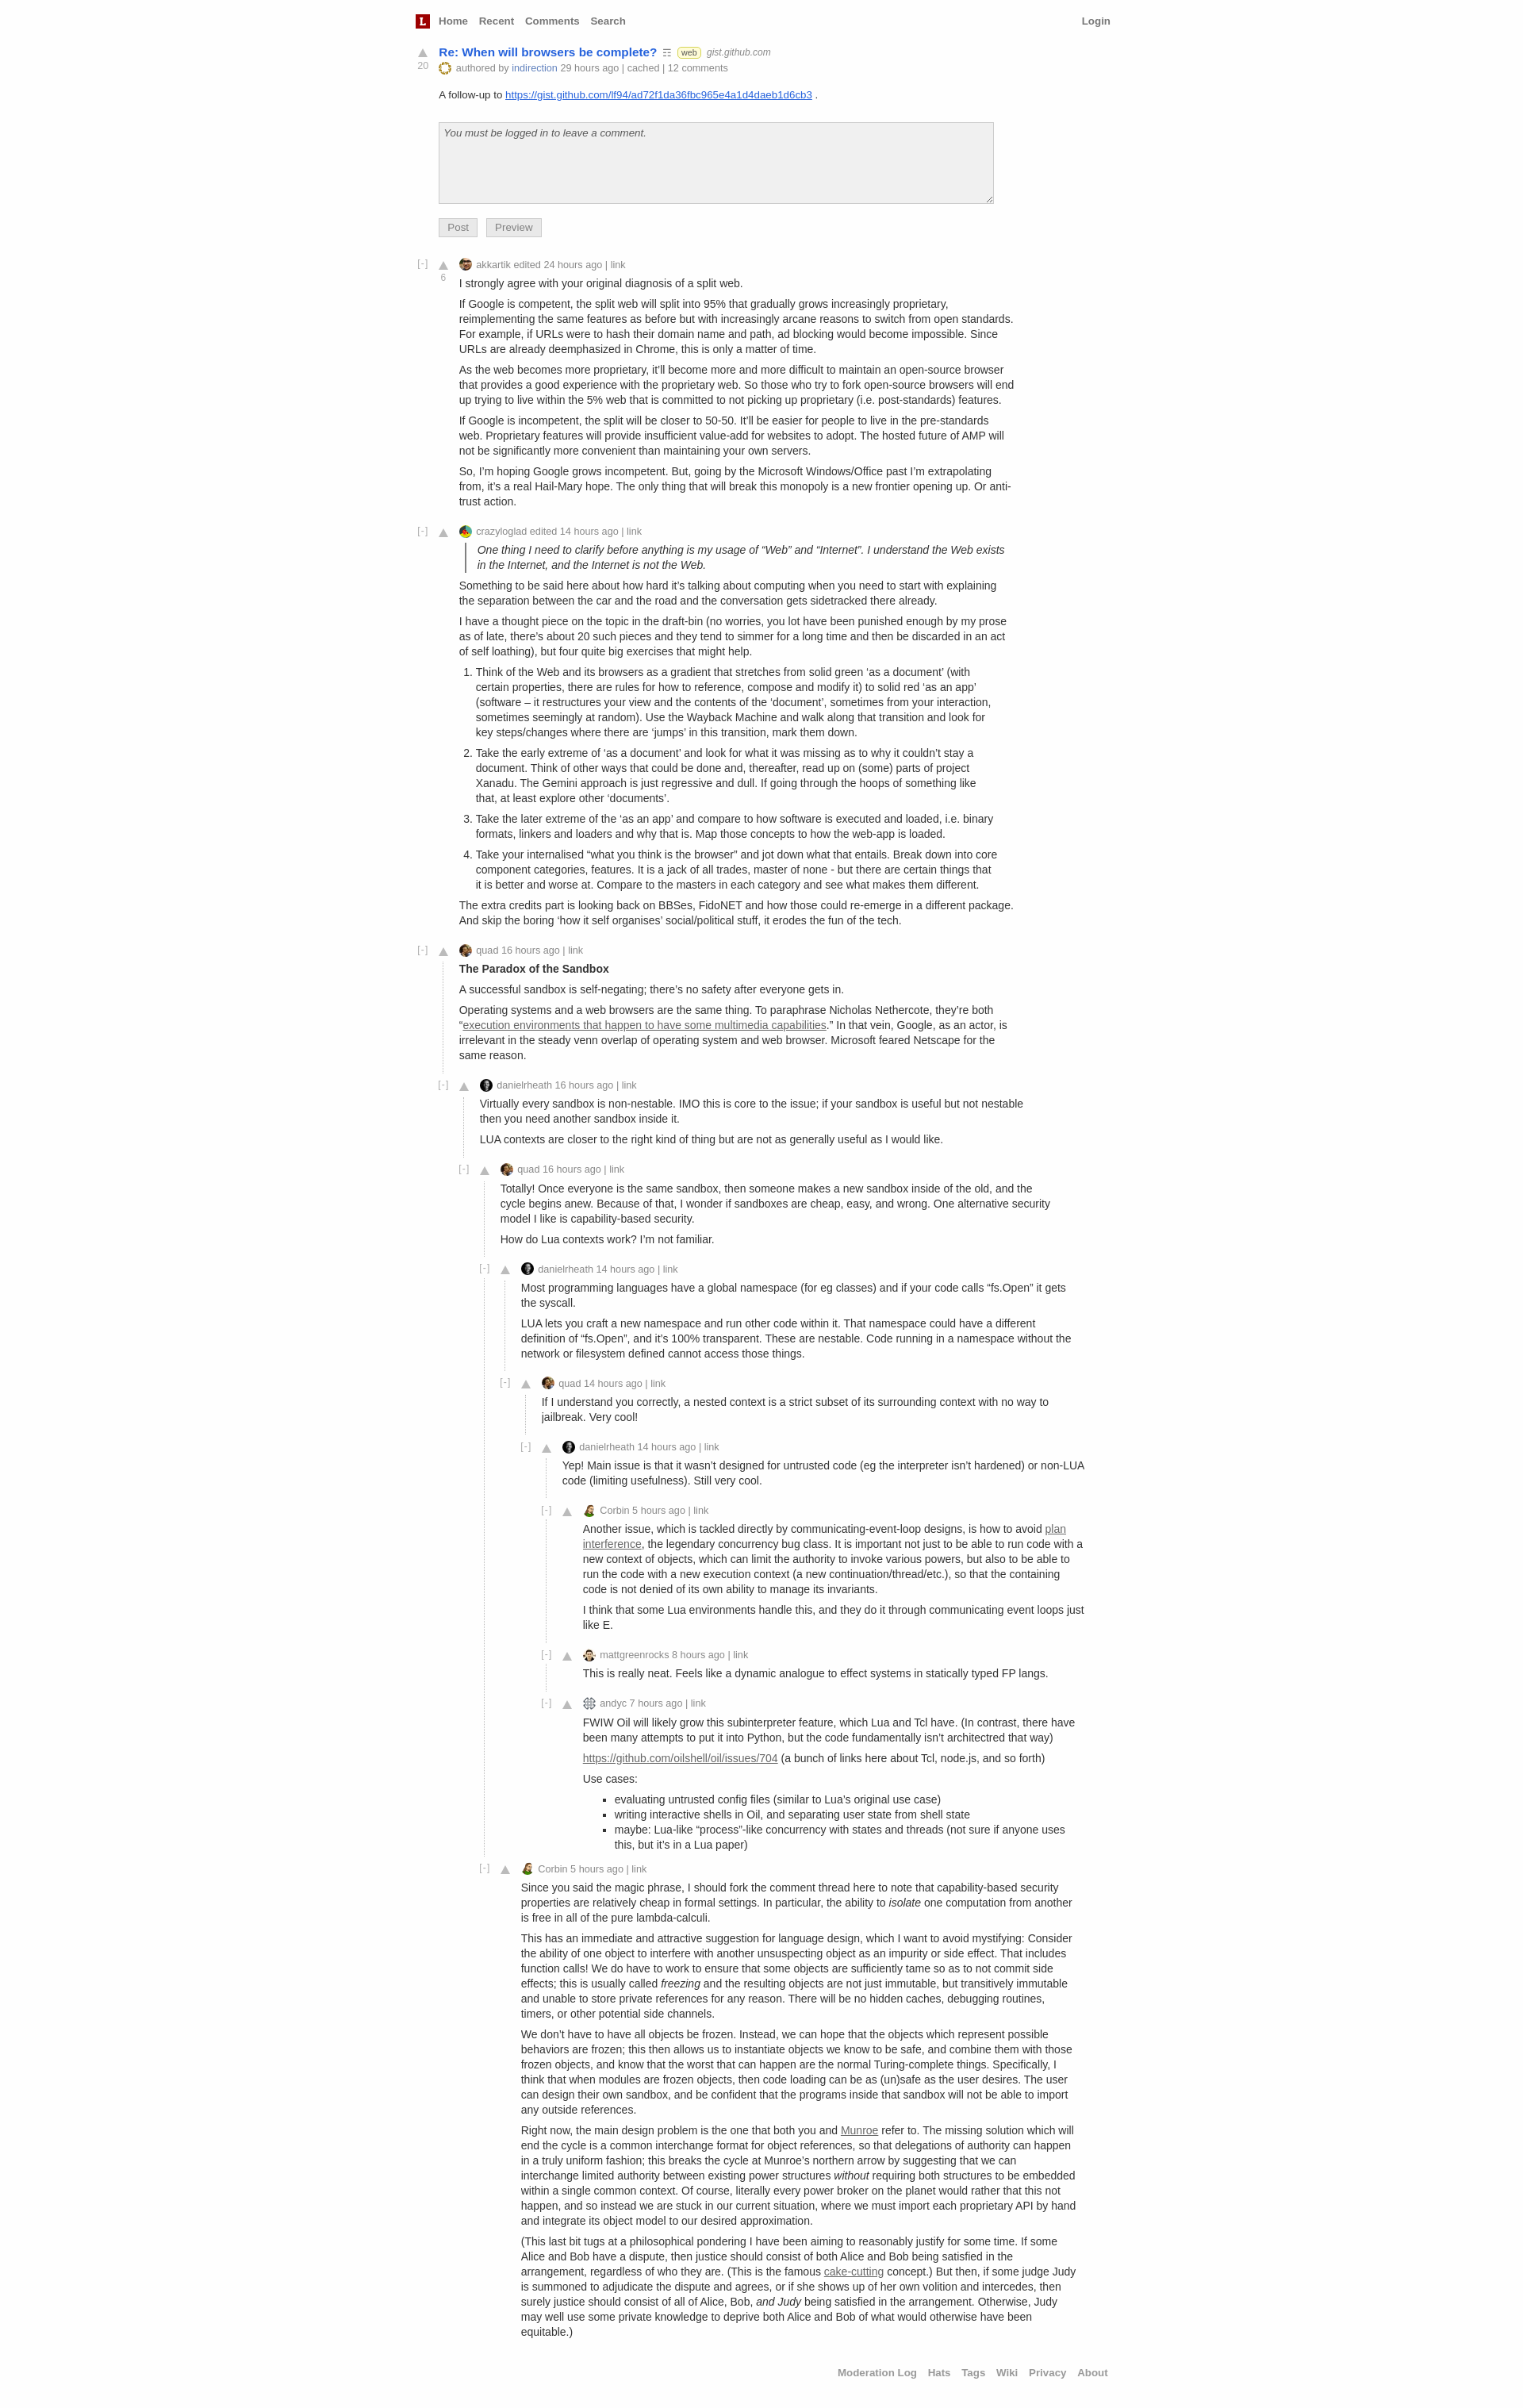 L Home Recent Comments Search Login
Re: When will browsers be complete? ☶ web gist.github.com
20 authored by indirection 29 hours ago | cached | 12 comments
A follow-up to https://gist.github.com/lf94/ad72f1da36fbc965e4a1d4daeb1d6cb3 .
You must be logged in to leave a comment.
Post Preview
[-] akkartik edited 24 hours ago | link
6
I strongly agree with your original diagnosis of a split web.
If Google is competent, the split web will split into 95% that gradually grows increasingly proprietary,
reimplementing the same features as before but with increasingly arcane reasons to switch from open standards.
For example, if URLs were to hash their domain name and path, ad blocking would become impossible. Since
URLs are already deemphasized in Chrome, this is only a matter of time.
As the web becomes more proprietary, it’ll become more and more difficult to maintain an open-source browser
that provides a good experience with the proprietary web. So those who try to fork open-source browsers will end
up trying to live within the 5% web that is committed to not picking up proprietary (i.e. post-standards) features.
If Google is incompetent, the split will be closer to 50-50. It’ll be easier for people to live in the pre-standards
web. Proprietary features will provide insufficient value-add for websites to adopt. The hosted future of AMP will
not be significantly more convenient than maintaining your own servers.
So, I’m hoping Google grows incompetent. But, going by the Microsoft Windows/Office past I’m extrapolating
from, it’s a real Hail-Mary hope. The only thing that will break this monopoly is a new frontier opening up. Or anti-
trust action.
[-] crazyloglad edited 14 hours ago | link
One thing I need to clarify before anything is my usage of “Web” and “Internet”. I understand the Web exists
in the Internet, and the Internet is not the Web.
Something to be said here about how hard it’s talking about computing when you need to start with explaining
the separation between the car and the road and the conversation gets sidetracked there already.
I have a thought piece on the topic in the draft-bin (no worries, you lot have been punished enough by my prose
as of late, there’s about 20 such pieces and they tend to simmer for a long time and then be discarded in an act
of self loathing), but four quite big exercises that might help.
1. Think of the Web and its browsers as a gradient that stretches from solid green ‘as a document’ (with
certain properties, there are rules for how to reference, compose and modify it) to solid red ‘as an app’
(software – it restructures your view and the contents of the ‘document’, sometimes from your interaction,
sometimes seemingly at random). Use the Wayback Machine and walk along that transition and look for
key steps/changes where there are ‘jumps’ in this transition, mark them down.
2. Take the early extreme of ‘as a document’ and look for what it was missing as to why it couldn’t stay a
document. Think of other ways that could be done and, thereafter, read up on (some) parts of project
Xanadu. The Gemini approach is just regressive and dull. If going through the hoops of something like
that, at least explore other ‘documents’.
3. Take the later extreme of the ‘as an app’ and compare to how software is executed and loaded, i.e. binary
formats, linkers and loaders and why that is. Map those concepts to how the web-app is loaded.
4. Take your internalised “what you think is the browser” and jot down what that entails. Break down into core
component categories, features. It is a jack of all trades, master of none - but there are certain things that
it is better and worse at. Compare to the masters in each category and see what makes them different.
The extra credits part is looking back on BBSes, FidoNET and how those could re-emerge in a different package.
And skip the boring ‘how it self organises’ social/political stuff, it erodes the fun of the tech.
[-] quad 16 hours ago | link
The Paradox of the Sandbox
A successful sandbox is self-negating; there’s no safety after everyone gets in.
Operating systems and a web browsers are the same thing. To paraphrase Nicholas Nethercote, they’re both
“execution environments that happen to have some multimedia capabilities.” In that vein, Google, as an actor, is
irrelevant in the steady venn overlap of operating system and web browser. Microsoft feared Netscape for the
same reason.
[-] danielrheath 16 hours ago | link
Virtually every sandbox is non-nestable. IMO this is core to the issue; if your sandbox is useful but not nestable
then you need another sandbox inside it.
LUA contexts are closer to the right kind of thing but are not as generally useful as I would like.
[-] quad 16 hours ago | link
Totally! Once everyone is the same sandbox, then someone makes a new sandbox inside of the old, and the
cycle begins anew. Because of that, I wonder if sandboxes are cheap, easy, and wrong. One alternative security
model I like is capability-based security.
How do Lua contexts work? I’m not familiar.
[-] danielrheath 14 hours ago | link
Most programming languages have a global namespace (for eg classes) and if your code calls “fs.Open” it gets
the syscall.
LUA lets you craft a new namespace and run other code within it. That namespace could have a different
definition of “fs.Open”, and it’s 100% transparent. These are nestable. Code running in a namespace without the
network or filesystem defined cannot access those things.
[-] quad 14 hours ago | link
If I understand you correctly, a nested context is a strict subset of its surrounding context with no way to
jailbreak. Very cool!
[-] danielrheath 14 hours ago | link
Yep! Main issue is that it wasn’t designed for untrusted code (eg the interpreter isn’t hardened) or non-LUA
code (limiting usefulness). Still very cool.
[-] Corbin 5 hours ago | link
Another issue, which is tackled directly by communicating-event-loop designs, is how to avoid plan
interference, the legendary concurrency bug class. It is important not just to be able to run code with a
new context of objects, which can limit the authority to invoke various powers, but also to be able to
run the code with a new execution context (a new continuation/thread/etc.), so that the containing
code is not denied of its own ability to manage its invariants.
I think that some Lua environments handle this, and they do it through communicating event loops just
like E.
[-] mattgreenrocks 8 hours ago | link
This is really neat. Feels like a dynamic analogue to effect systems in statically typed FP langs.
[-] andyc 7 hours ago | link
FWIW Oil will likely grow this subinterpreter feature, which Lua and Tcl have. (In contrast, there have
been many attempts to put it into Python, but the code fundamentally isn’t architectred that way)
https://github.com/oilshell/oil/issues/704 (a bunch of links here about Tcl, node.js, and so forth)
Use cases:
▪ evaluating untrusted config files (similar to Lua’s original use case)
▪ writing interactive shells in Oil, and separating user state from shell state
▪ maybe: Lua-like “process”-like concurrency with states and threads (not sure if anyone uses
this, but it’s in a Lua paper)
[-] Corbin 5 hours ago | link
Since you said the magic phrase, I should fork the comment thread here to note that capability-based security
properties are relatively cheap in formal settings. In particular, the ability to isolate one computation from another
is free in all of the pure lambda-calculi.
This has an immediate and attractive suggestion for language design, which I want to avoid mystifying: Consider
the ability of one object to interfere with another unsuspecting object as an impurity or side effect. That includes
function calls! We do have to work to ensure that some objects are sufficiently tame so as to not commit side
effects; this is usually called freezing and the resulting objects are not just immutable, but transitively immutable
and unable to store private references for any reason. There will be no hidden caches, debugging routines,
timers, or other potential side channels.
We don’t have to have all objects be frozen. Instead, we can hope that the objects which represent possible
behaviors are frozen; this then allows us to instantiate objects we know to be safe, and combine them with those
frozen objects, and know that the worst that can happen are the normal Turing-complete things. Specifically, I
think that when modules are frozen objects, then code loading can be as (un)safe as the user desires. The user
can design their own sandbox, and be confident that the programs inside that sandbox will not be able to import
any outside references.
Right now, the main design problem is the one that both you and Munroe refer to. The missing solution which will
end the cycle is a common interchange format for object references, so that delegations of authority can happen
in a truly uniform fashion; this breaks the cycle at Munroe’s northern arrow by suggesting that we can
interchange limited authority between existing power structures without requiring both structures to be embedded
within a single common context. Of course, literally every power broker on the planet would rather that this not
happen, and so instead we are stuck in our current situation, where we must import each proprietary API by hand
and integrate its object model to our desired approximation.
(This last bit tugs at a philosophical pondering I have been aiming to reasonably justify for some time. If some
Alice and Bob have a dispute, then justice should consist of both Alice and Bob being satisfied in the
arrangement, regardless of who they are. (This is the famous cake-cutting concept.) But then, if some judge Judy
is summoned to adjudicate the dispute and agrees, or if she shows up of her own volition and intercedes, then
surely justice should consist of all of Alice, Bob, and Judy being satisfied in the arrangement. Otherwise, Judy
may well use some private knowledge to deprive both Alice and Bob of what would otherwise have been
equitable.)
Moderation Log Hats Tags Wiki Privacy About